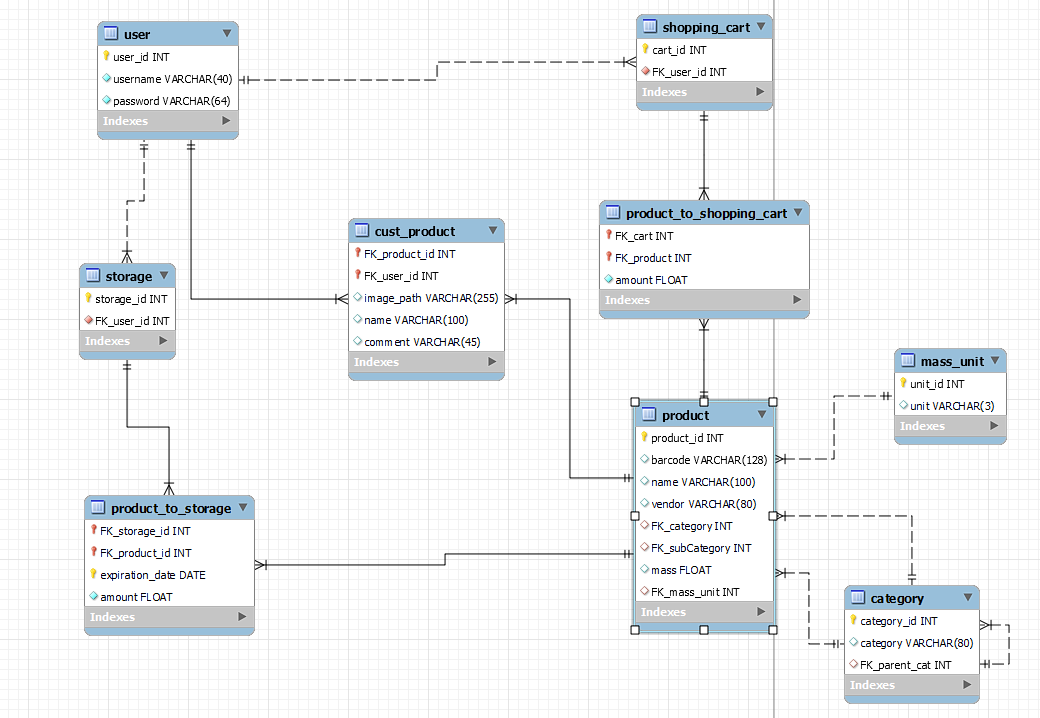 user
user_id INT
username VARCHAR(40)
password VARCHAR(64)
Indexes
shopping_cart
cart_id INT
FK_user_id INT
Indexes
storage
storage_id INT
FK_user_id INT
Indexes
cust_product
FK_product_id INT
FK_user_id INT
image_path VARCHAR(255)
name VARCHAR(100)
comment VARCHAR(45)
Indexes
product_to_shopping_cart
FK_cart INT
FK_product INT
amount FLOAT
Indexes
mass_unit
unit_id INT
unit VARCHAR(3)
Indexes
product_to_storage
FK_storage_id INT
FK_product_id INT
expiration_date DATE
amount FLOAT
Indexes
product
product_id INT
barcode VARCHAR(128)
name VARCHAR(100)
vendor VARCHAR(80)
FK_category INT
FK_subCategory INT
mass FLOAT
FK_mass_unit INT
Indexes
category
category_id INT
category VARCHAR(80)
FK_parent_cat INT
Indexes